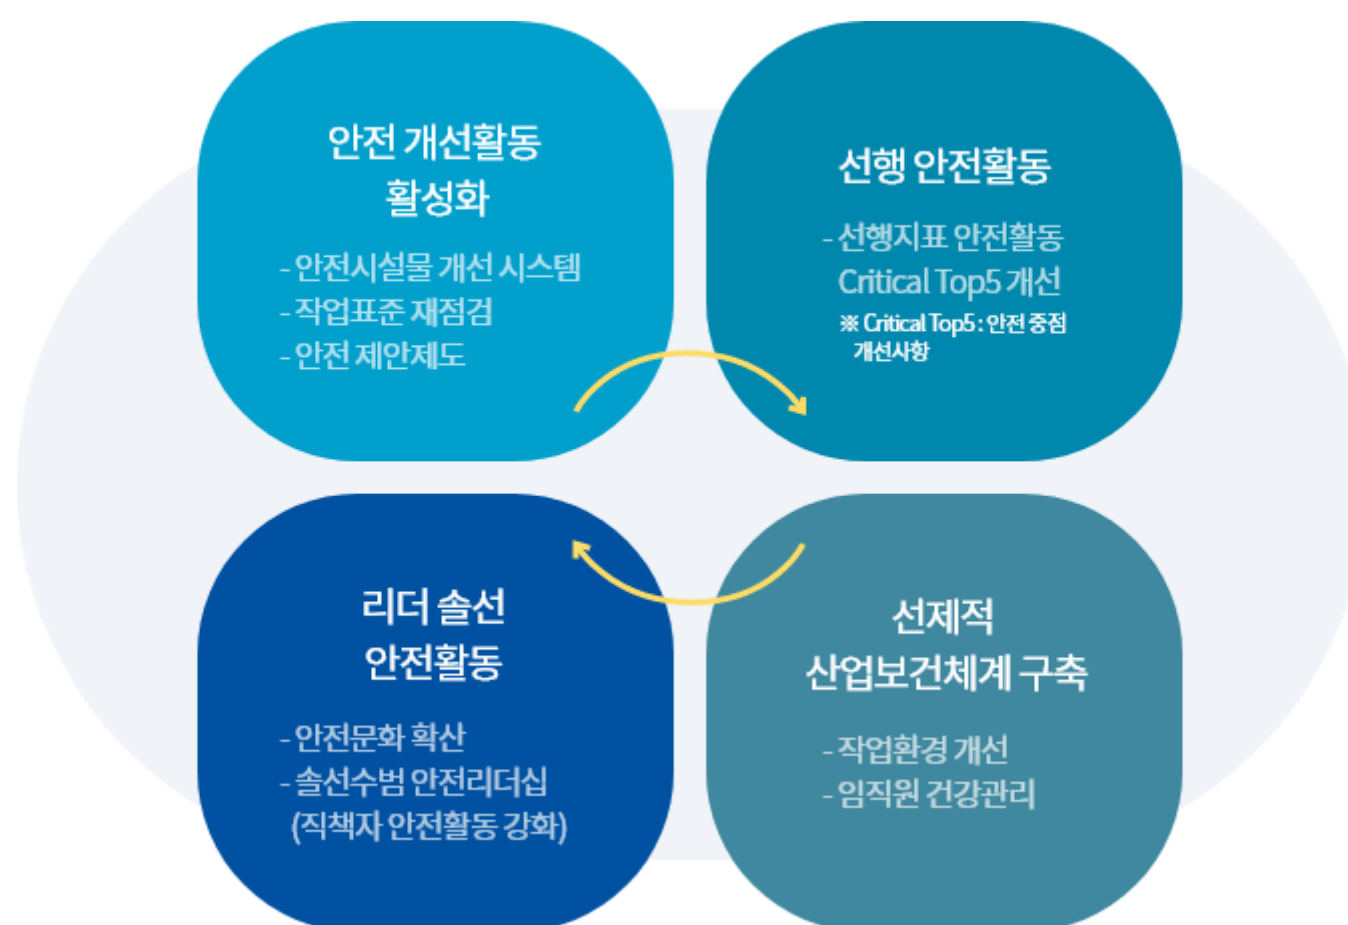 안전 개선활동
활성화
- 안전시설물 개선 시스템
- 작업표준 재점검
- 안전 제안제도
선행 안전활동
- 선행지표 안전활동
Critical Top5 개선
※ Critical Top5 : 안전 중점
개선사항
리더 솔선
안전활동
- 안전문화 확산
- 솔선수범 안전리더십
(직책자 안전활동 강화)
선제적
산업보건체계 구축
- 작업환경 개선
- 임직원 건강관리